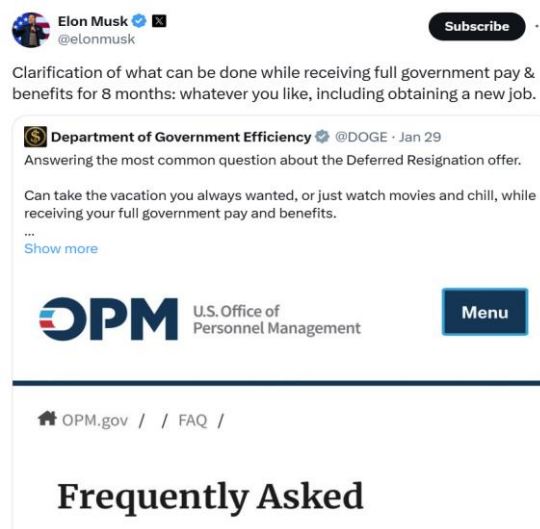 Elon Musk
@elonmusk
Subscribe
Clarification of what can be done while receiving full government pay &
benefits for 8 months: whatever you like, including obtaining a new job.
Department of Government Efficiency @DOGE · Jan 29
Answering the most common question about the Deferred Resignation offer.
Can take the vacation you always wanted, or just watch movies and chill, while
receiving your full government pay and benefits.
...
Show more
OPM
U.S. Office of
Personnel Management
Menu
OPM.gov / / FAQ /
Frequently Asked